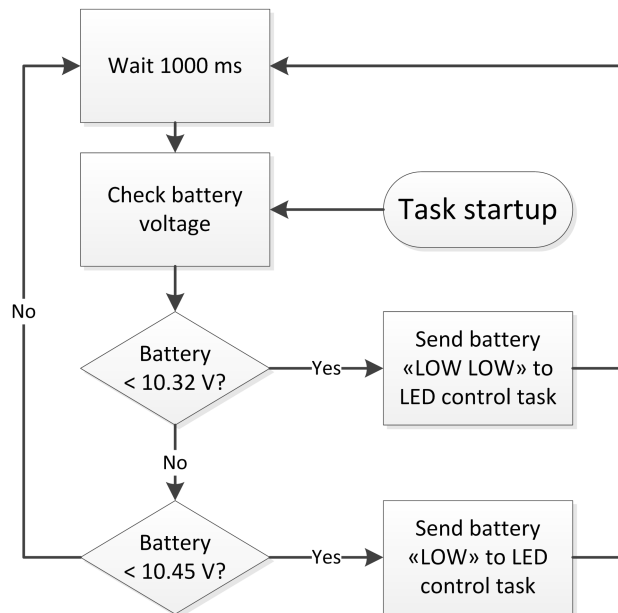 Wait 1000 ms
Check battery
voltage
Task startup
No
Battery
< 10.32 V?
Yes
Send battery
«LOW LOW» to
LED control task
No
Battery
< 10.45 V?
Yes
Send battery
«LOW» to LED
control task